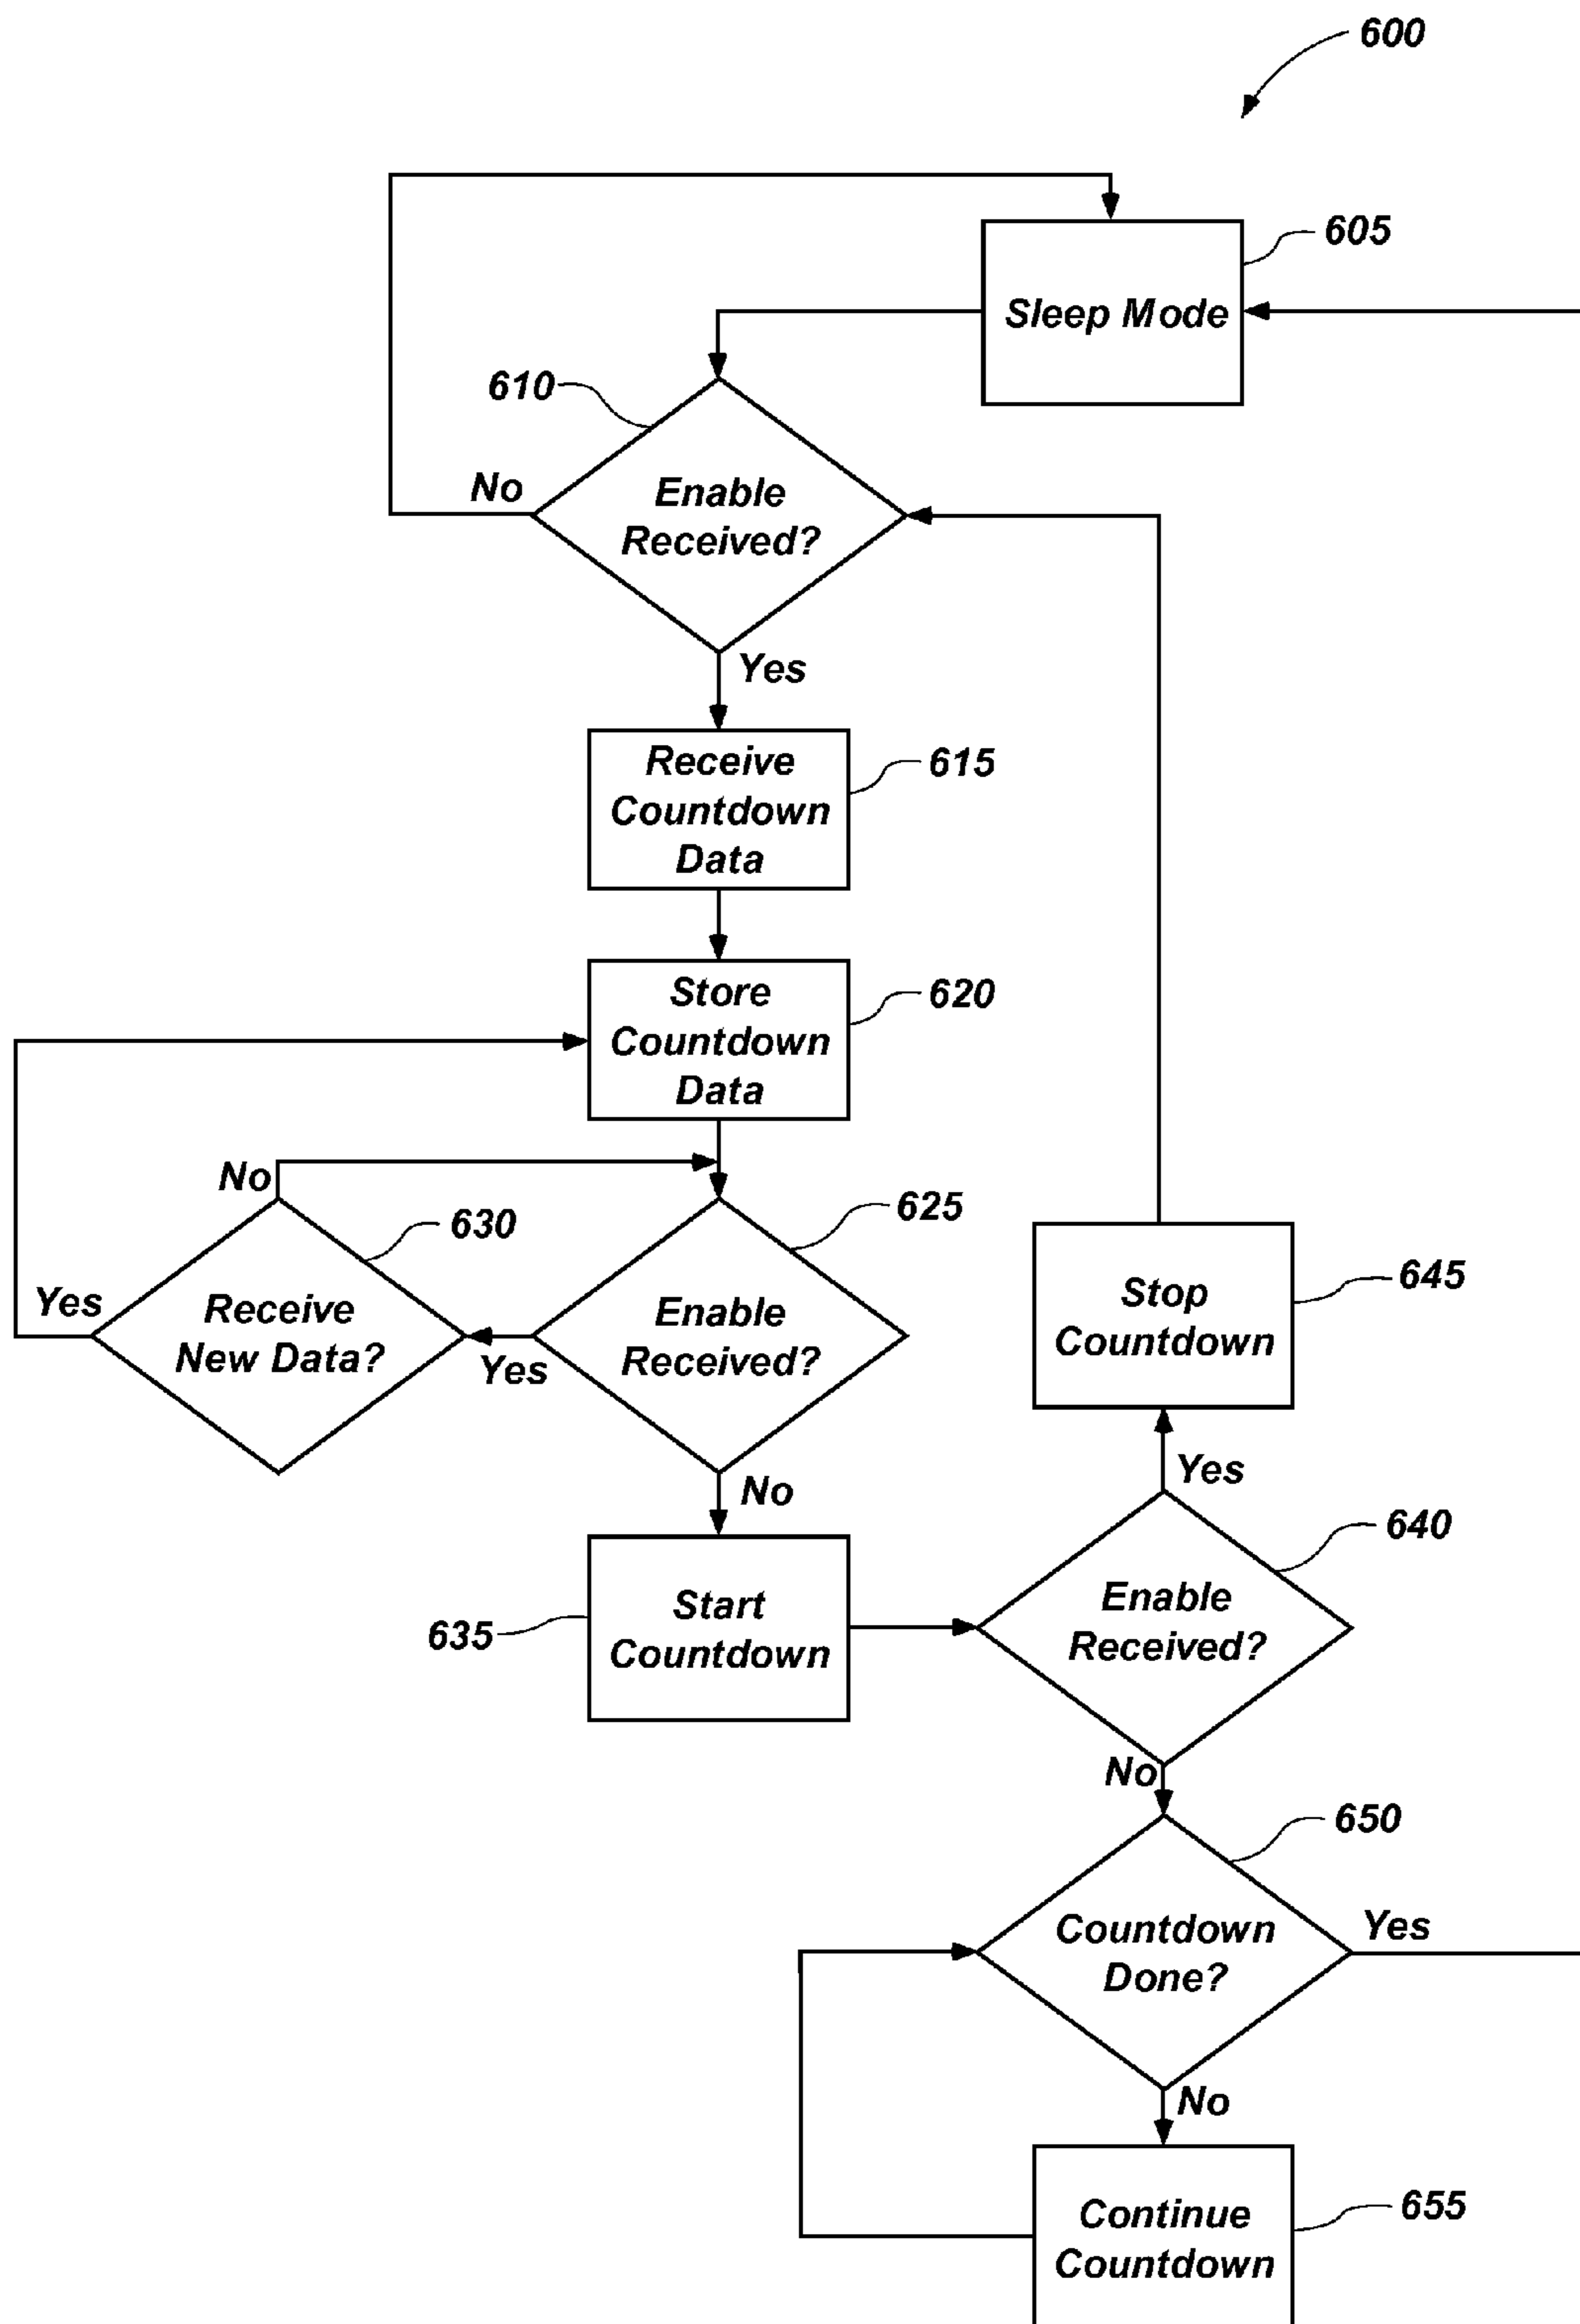 600
605
Sleep Mode
610
No
Enable
Received?
Yes
Receive
Countdown
Data
615
Store
Countdown
Data
620
No
630
625
Yes
Receive
New Data?
Yes
Enable
Received?
Stop
Countdown
645
No
Yes
640
Start
Countdown
635
Enable
Received?
No
650
Countdown
Done?
Yes
No
Continue
Countdown
655